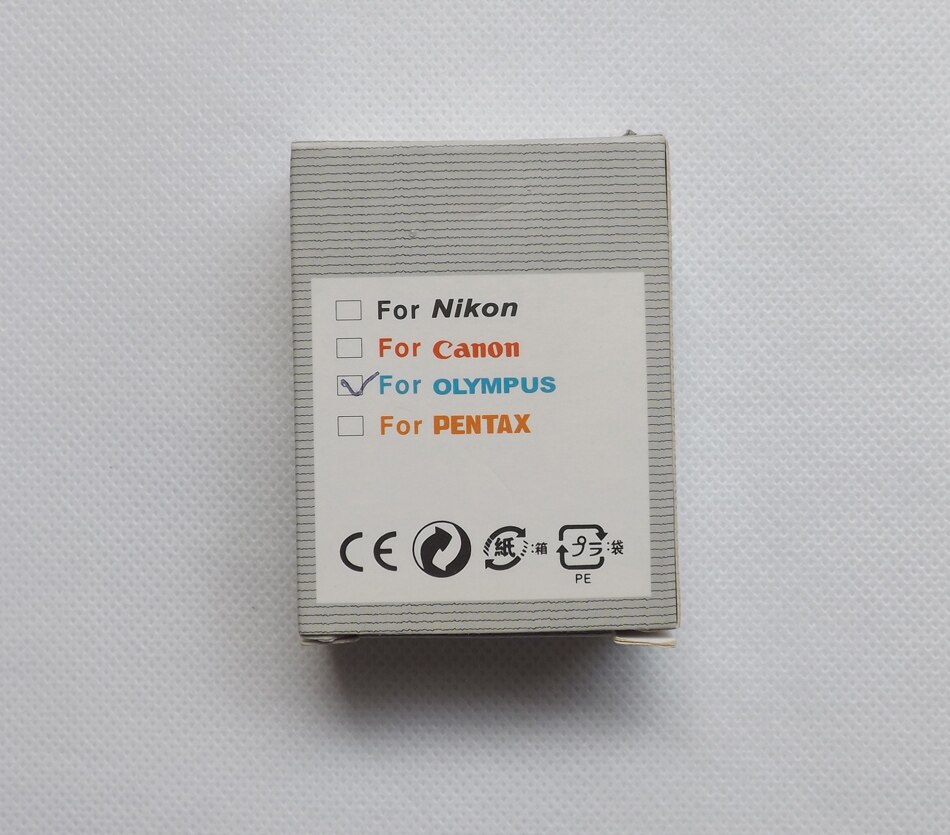 For Nikon
For Canon
For OLYMPUS
For PENTAX
CE 紙:箱 プラ:袋
PE